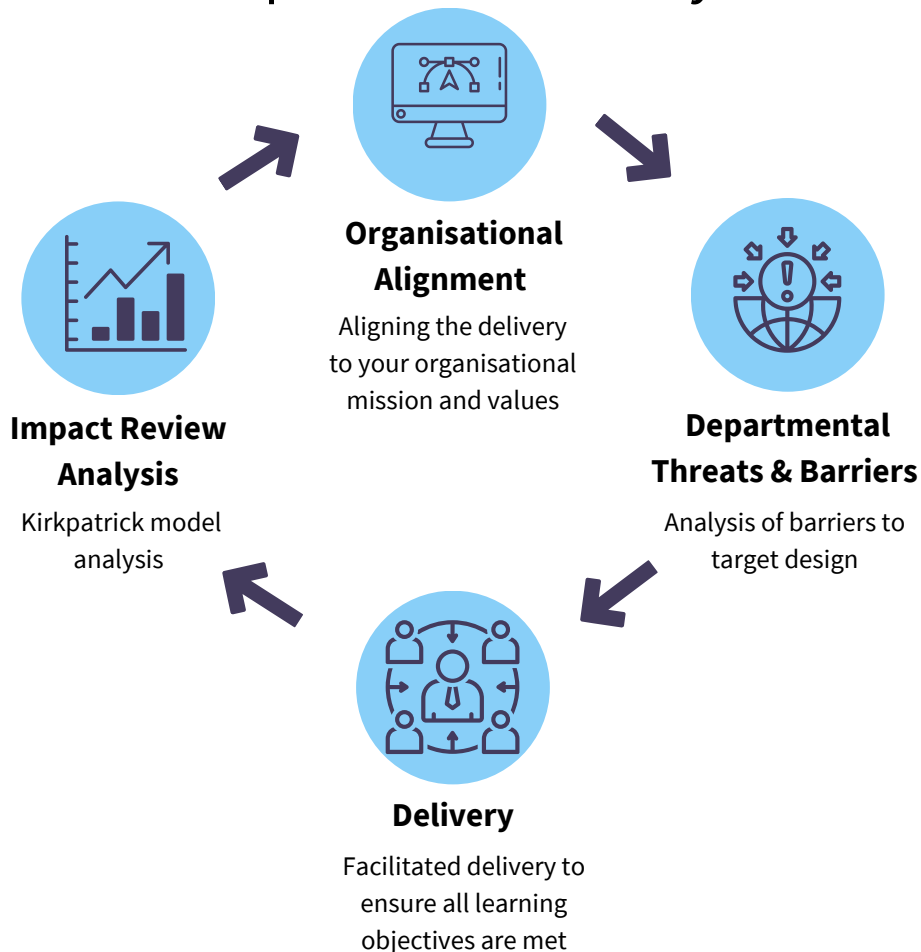 Organisational
Alignment
Aligning the delivery
to your organisational
mission and values
Departmental
Threats & Barriers
Analysis of barriers to
target design
Delivery
Facilitated delivery to
ensure all learning
objectives are met
Impact Review
Analysis
Kirkpatrick model
analysis